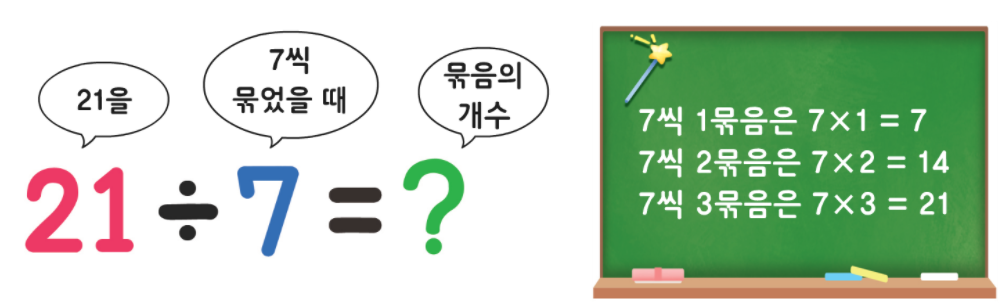 21을
7씩
묶었을 때
묶음의
개수
21 ÷ 7 = ?
7씩 1묶음은 7×1 = 7
7씩 2묶음은 7×2 = 14
7씩 3묶음은 7×3 = 21